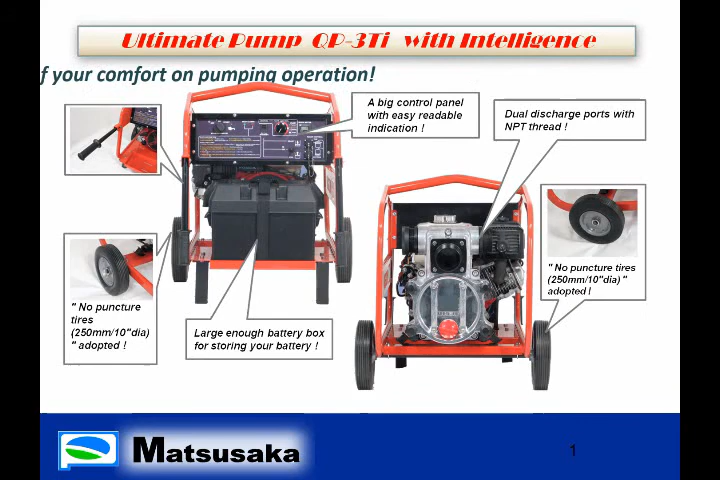 Ultimate Pump QP-3Ti with Intelligence
f your comfort on pumping operation!
A big control panel
with easy readable
indication !
Dual discharge ports with
NPT thread !
" No puncture
tires
(250mm/10"dia)
" adopted !
Large enough battery box
for storing your battery !
" No puncture tires
(250mm/10"dia) "
adopted !
Matsusaka
1